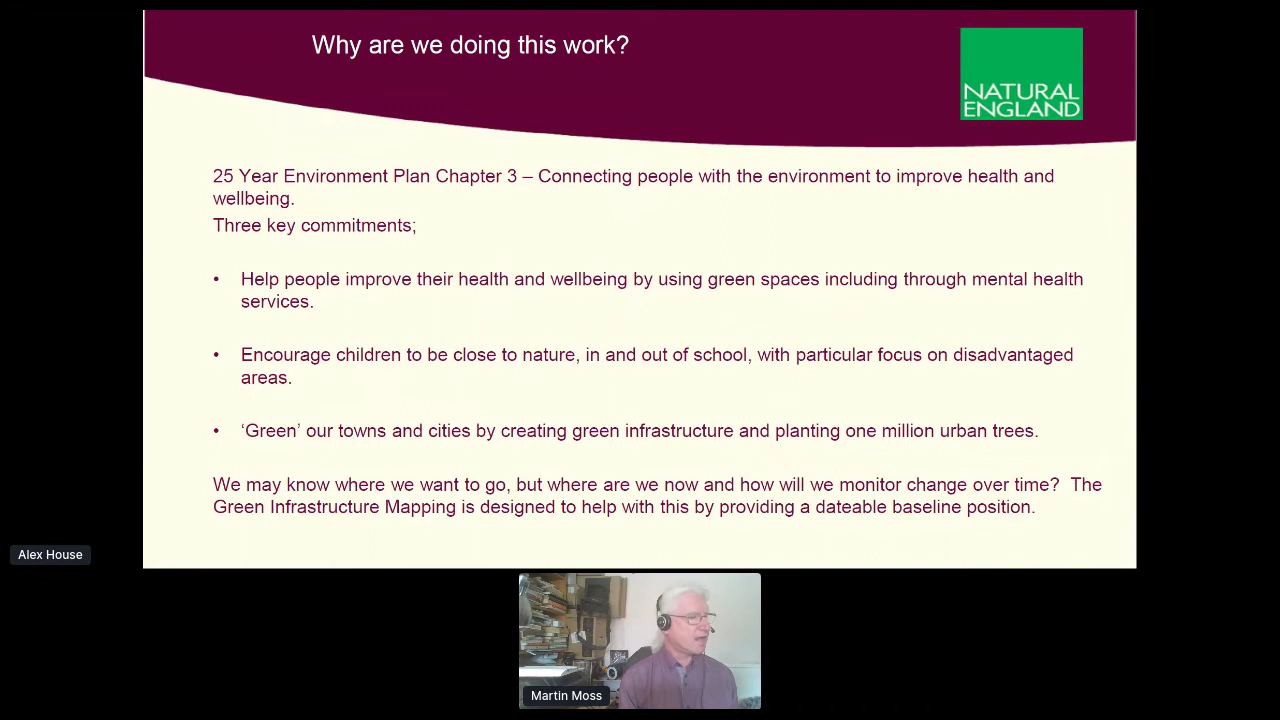 Why are we doing this work?
NATURAL
ENGLAND
25 Year Environment Plan Chapter 3 – Connecting people with the environment to improve health and
wellbeing.
Three key commitments;
• Help people improve their health and wellbeing by using green spaces including through mental health
services.
• Encourage children to be close to nature, in and out of school, with particular focus on disadvantaged
areas.
• ‘Green’ our towns and cities by creating green infrastructure and planting one million urban trees.
We may know where we want to go, but where are we now and how will we monitor change over time?  The
Green Infrastructure Mapping is designed to help with this by providing a dateable baseline position.
Alex House
Martin Moss